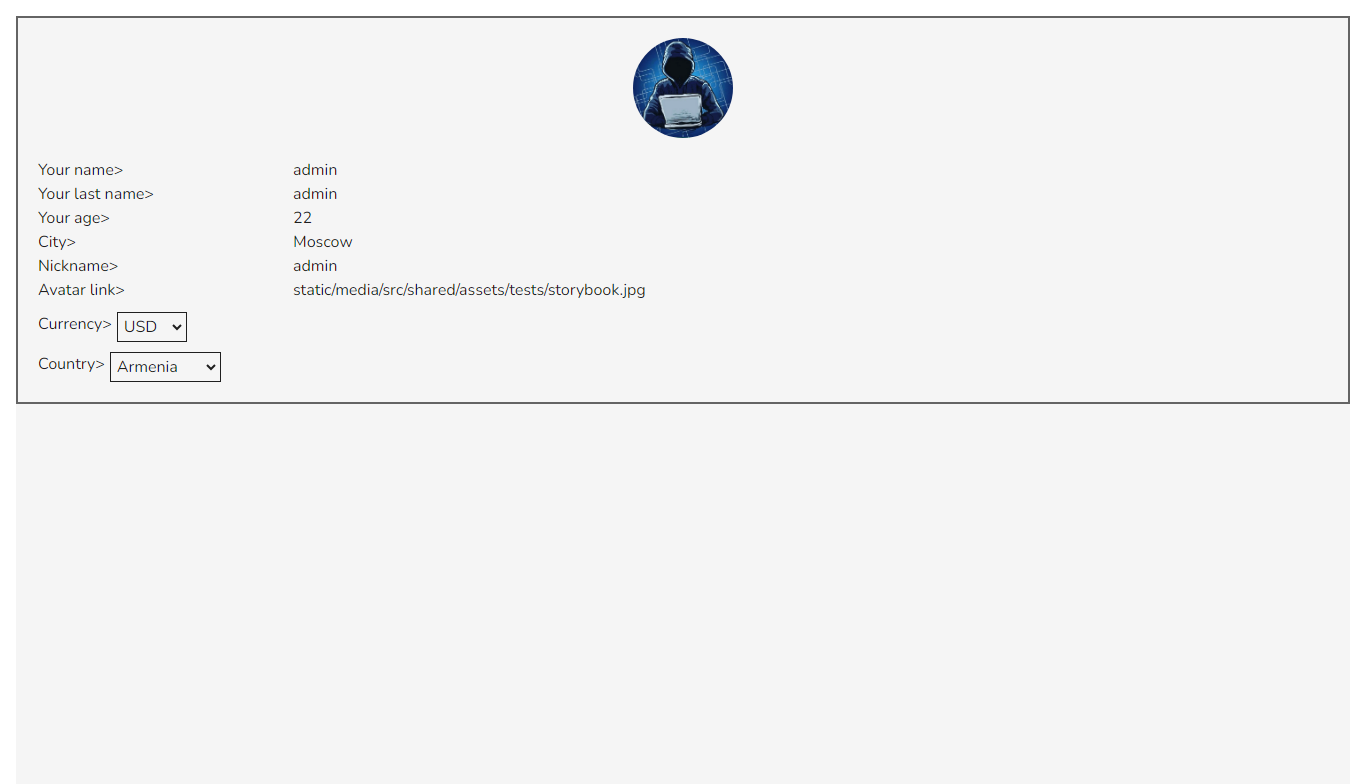 Your name> admin
Your last name> admin
Your age> 22
City> Moscow
Nickname> admin
Avatar link> static/media/src/shared/assets/tests/storybook.jpg
Currency> USD
Country> Armenia